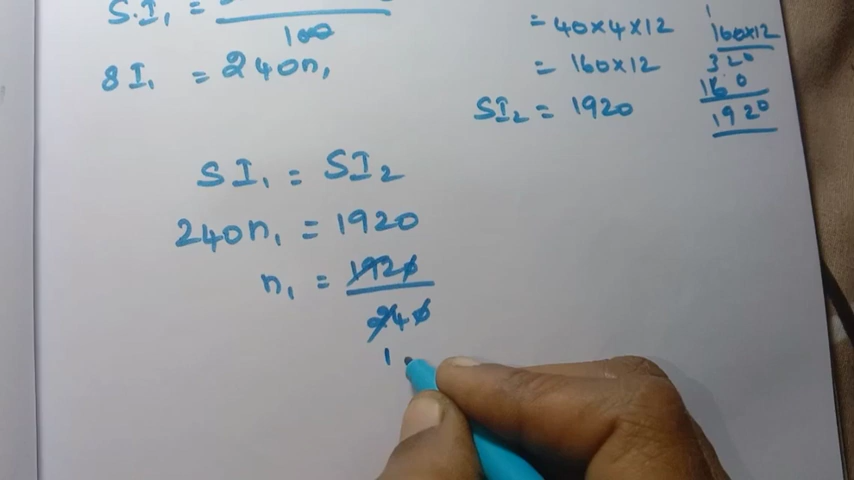 S.I₁ =
100
SI₁ = 240n₁
= 40×4×12
= 160×12
SI₂ = 1920
160×12
320
160
1920
SI₁ = SI₂
240n₁ = 1920
n₁ = 1920
240
1